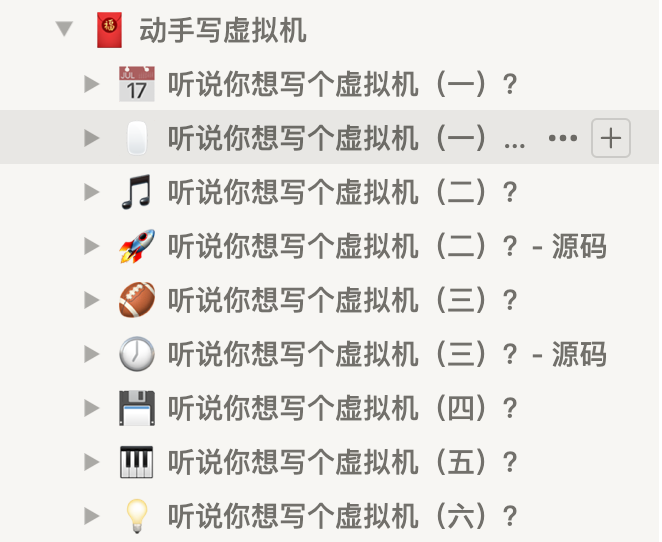 动手写虚拟机
听说你想写个虚拟机（一）?
听说你想写个虚拟机（一）...
听说你想写个虚拟机（二）?
听说你想写个虚拟机（二）? - 源码
听说你想写个虚拟机（三）?
听说你想写个虚拟机（三）? - 源码
听说你想写个虚拟机（四）?
听说你想写个虚拟机（五）?
听说你想写个虚拟机（六）?